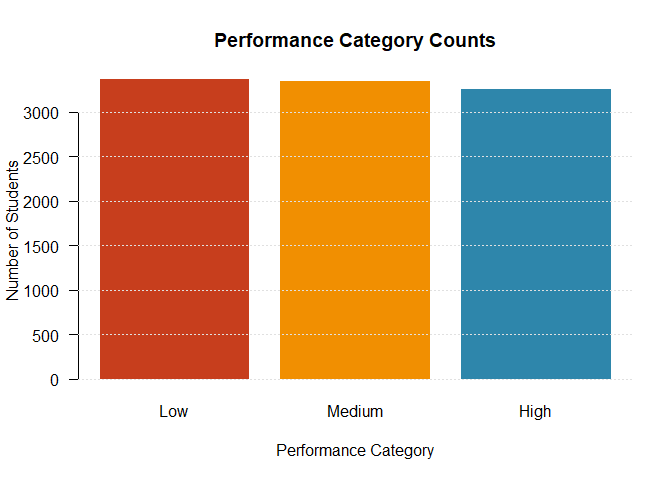 Performance Category Counts
Number of Students
3000
2500
2000
1500
1000
500
0
Low Medium High
Performance Category